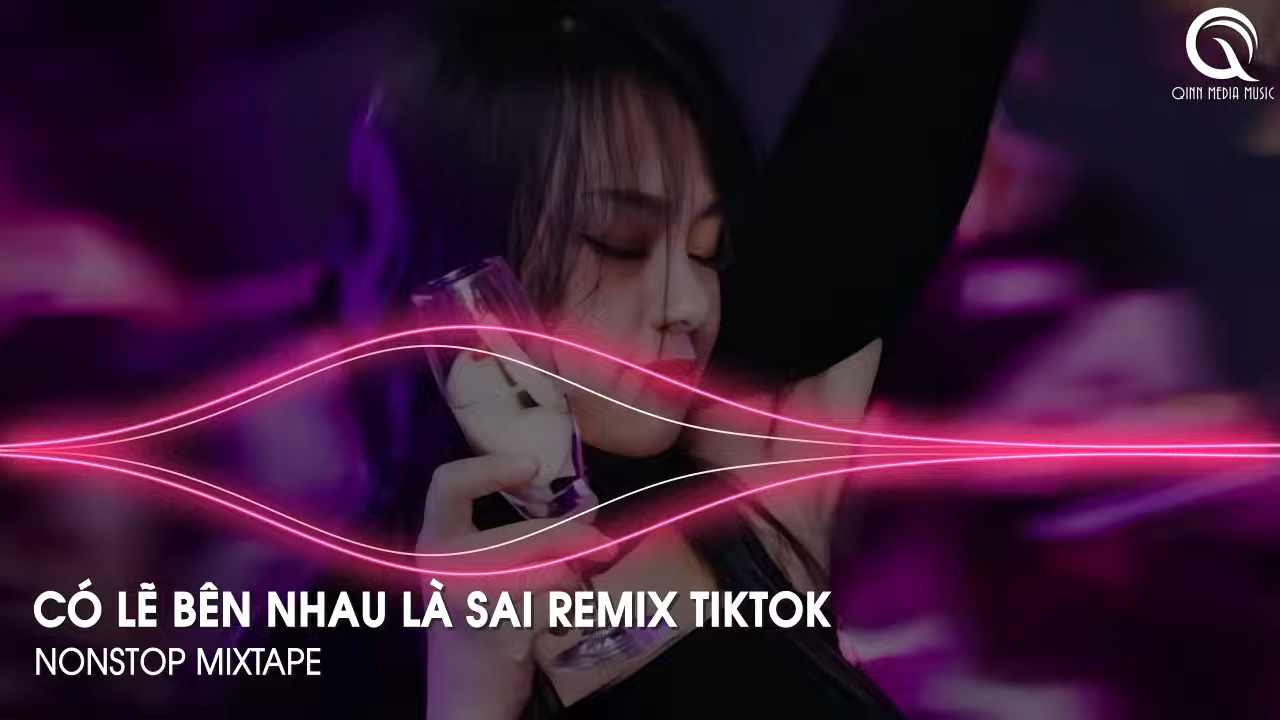 QINN MEDIA MUSIC
CÓ LẼ BÊN NHAU LÀ SAI REMIX TIKTOK
NONSTOP MIXTAPE